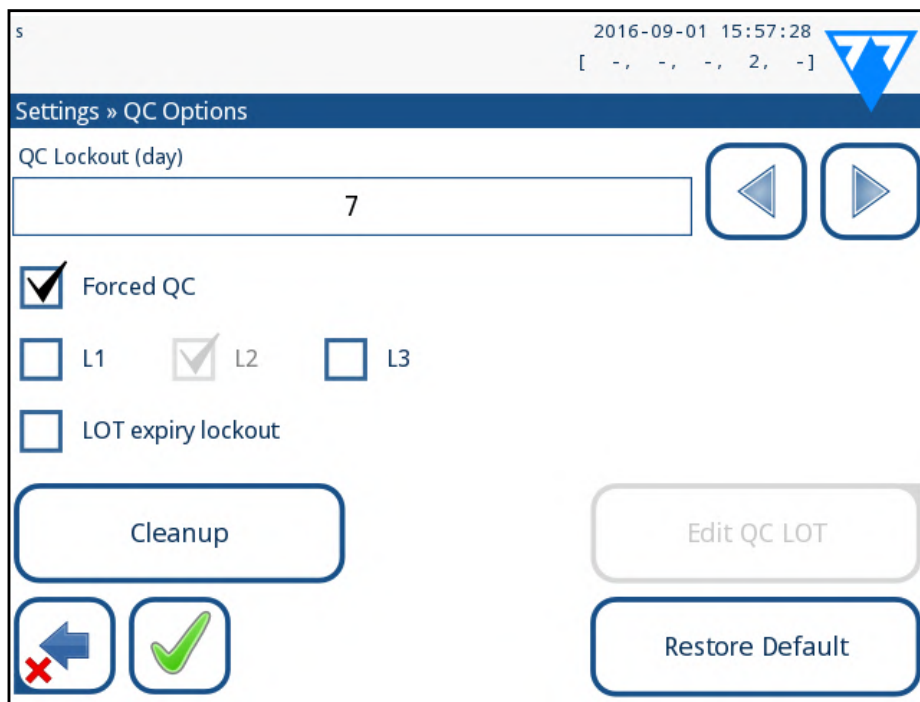 s
2016-09-01 15:57:28
[ -, -, -, 2, -]
Settings » QC Options
QC Lockout (day)
7
Forced QC
L1 L2 L3
LOT expiry lockout
Cleanup
Edit QC LOT
Restore Default